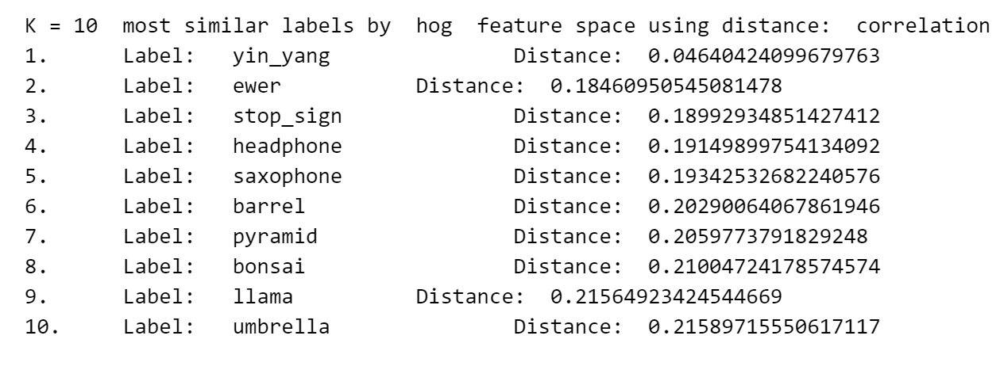 K = 10  most similar labels by  hog  feature space using distance:  correlation
1.      Label:   yin_yang               Distance:  0.04640424099679763
2.      Label:   ewer           Distance:  0.18460950545081478
3.      Label:   stop_sign              Distance:  0.18992934851427412
4.      Label:   headphone              Distance:  0.19149899754134092
5.      Label:   saxophone              Distance:  0.19342532682240576
6.      Label:   barrel                 Distance:  0.20290064067861946
7.      Label:   pyramid                Distance:  0.2059773791829248
8.      Label:   bonsai                 Distance:  0.21004724178574574
9.      Label:   llama          Distance:  0.21564923424544669
10.     Label:   umbrella               Distance:  0.21589715550617117